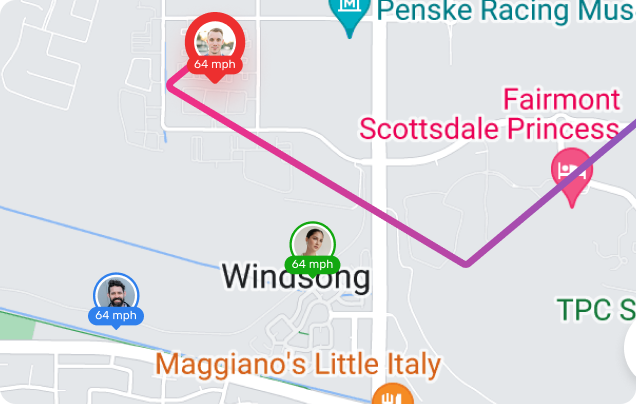 Penske Racing Mus
64 mph
Fairmont
Scottsdale Princess
64 mph
Windsong
64 mph
TPC S
Maggiano's Little Italy